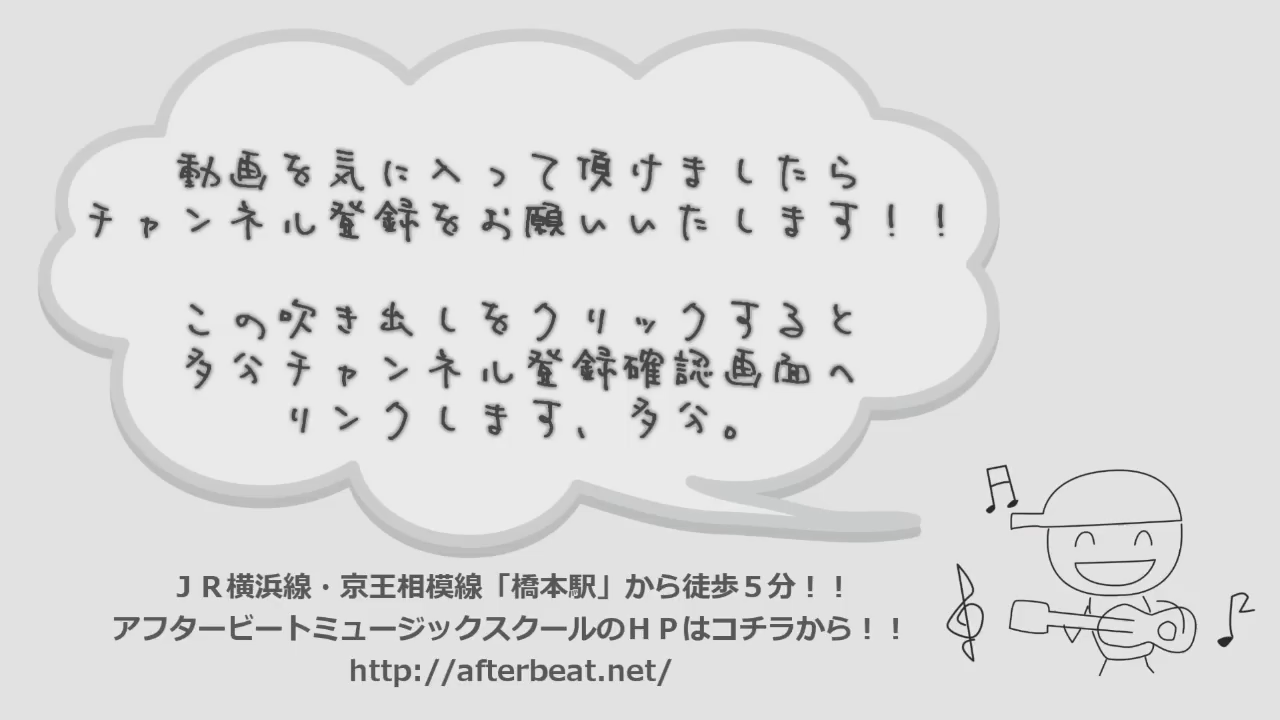 動画を気に入って頂けましたら
チャンネル登録をお願いいたします！！
この吹き出しをクリックすると
多分チャンネル登録確認画面へ
リンクします、多分。
ＪＲ横浜線・京王相模線「橋本駅」から徒歩５分！！
アフタービートミュージックスクールのＨＰはコチラから！！
http://afterbeat.net/